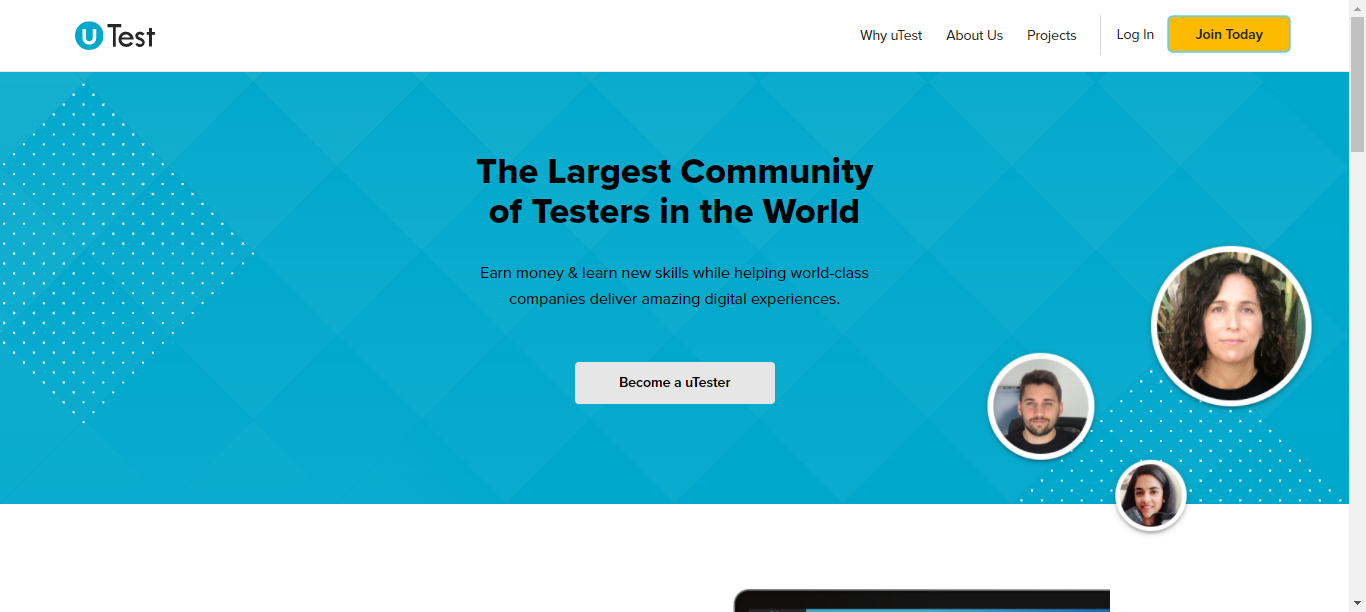 uTest
Why uTest
About Us
Projects
Log In
Join Today
The Largest Community
of Testers in the World
Earn money & learn new skills while helping world-class
companies deliver amazing digital experiences.
Become a uTester